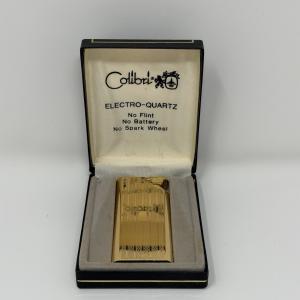 Colibri
ELECTRO-QUARTZ
No Flint
No Battery
No Spark Wheel